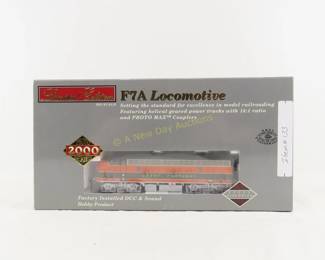 F7A Locomotive
Setting the standard for excellence in model railroading
Featuring helical geared power trucks with 14:1 ratio
and PROTO MAX™ Couplers
© A New Day Auctions
2000
Factory Installed DCC & Sound
Hobby Product